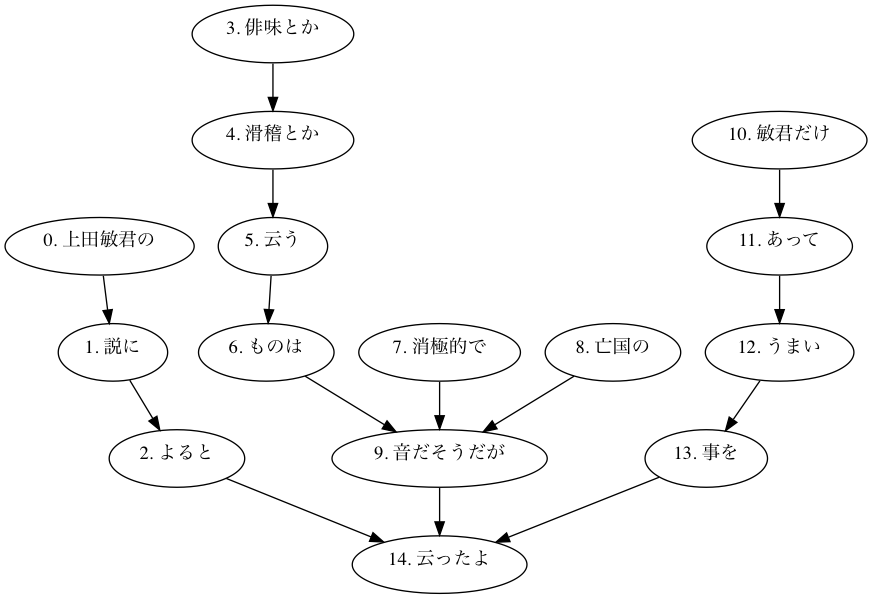 3. 俳味とか
4. 滑稽とか
10. 敏君だけ
0. 上田敏君の
5. 云う
11. あって
1. 説に
6. ものは
7. 消極的で
8. 亡国の
12. うまい
2. よると
9. 音だそうだが
13. 事を
14. 云ったよ